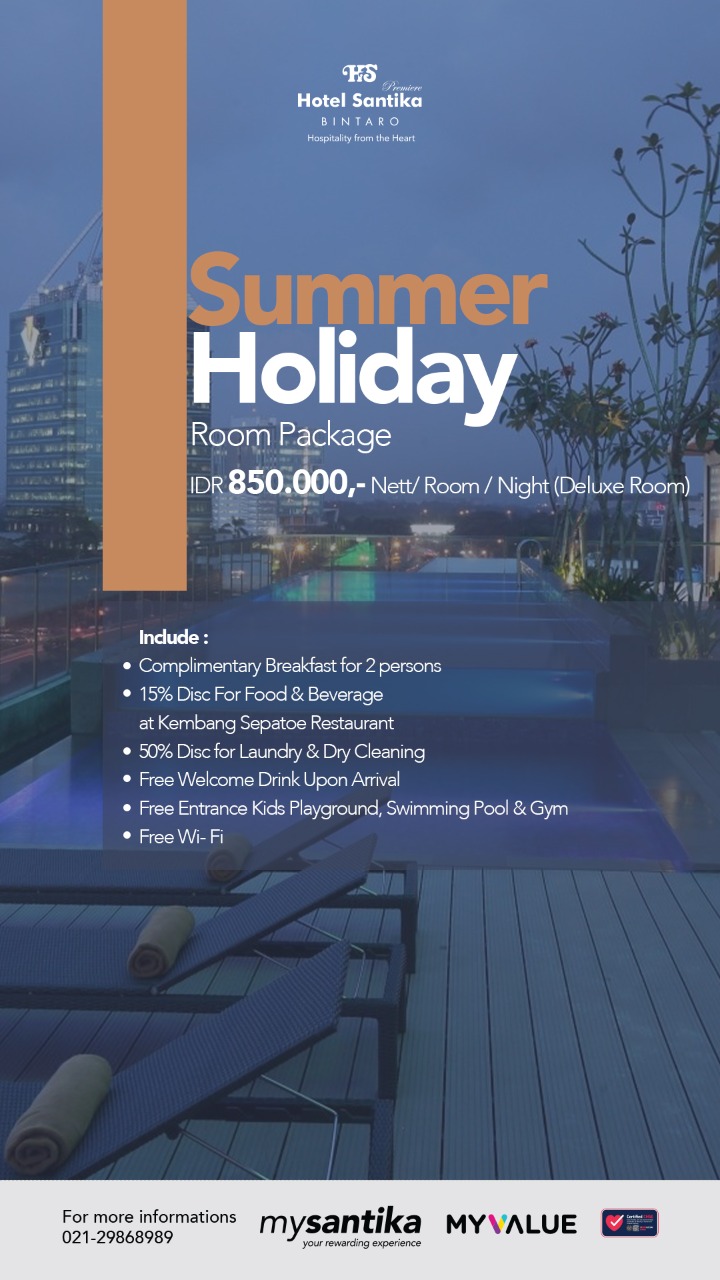 HS
Premiere
Hotel Santika
BINTARO
Hospitality from the Heart
Summer
Holiday
Room Package
IDR 850.000,- Nett/ Room / Night (Deluxe Room)
Include :
• Complimentary Breakfast for 2 persons
• 15% Disc For Food & Beverage
at Kembang Sepatoe Restaurant
• 50% Disc for Laundry & Dry Cleaning
• Free Welcome Drink Upon Arrival
• Free Entrance Kids Playground, Swimming Pool & Gym
• Free Wi- Fi
For more informations
021-29868989
mysantika
your rewarding experience
MYVALUE
Certified